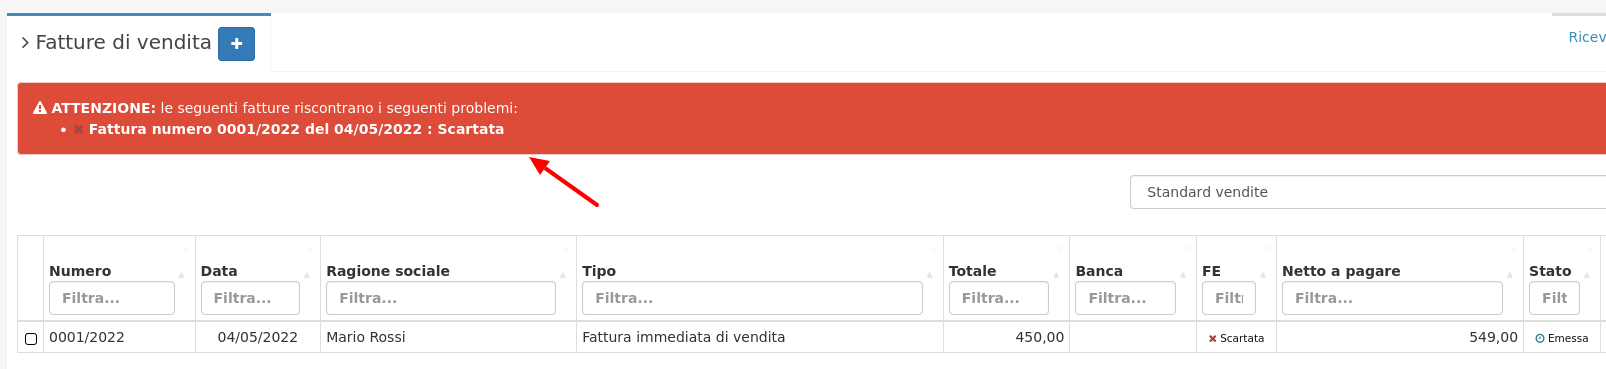 Fatture di vendita
Ricev
ATTENZIONE: le seguenti fatture riscontrano i seguenti problemi:
Fattura numero 0001/2022 del 04/05/2022 : Scartata
Standard vendite
Numero Data Ragione sociale Tipo Totale Banca FE Netto a pagare Stato
Filtra... Filtra... Filtra... Filtra... Filtra... Filtra... Filt Filtra... Filt
0001/2022 04/05/2022 Mario Rossi Fattura immediata di vendita 450,00 Scartata 549,00 Emessa